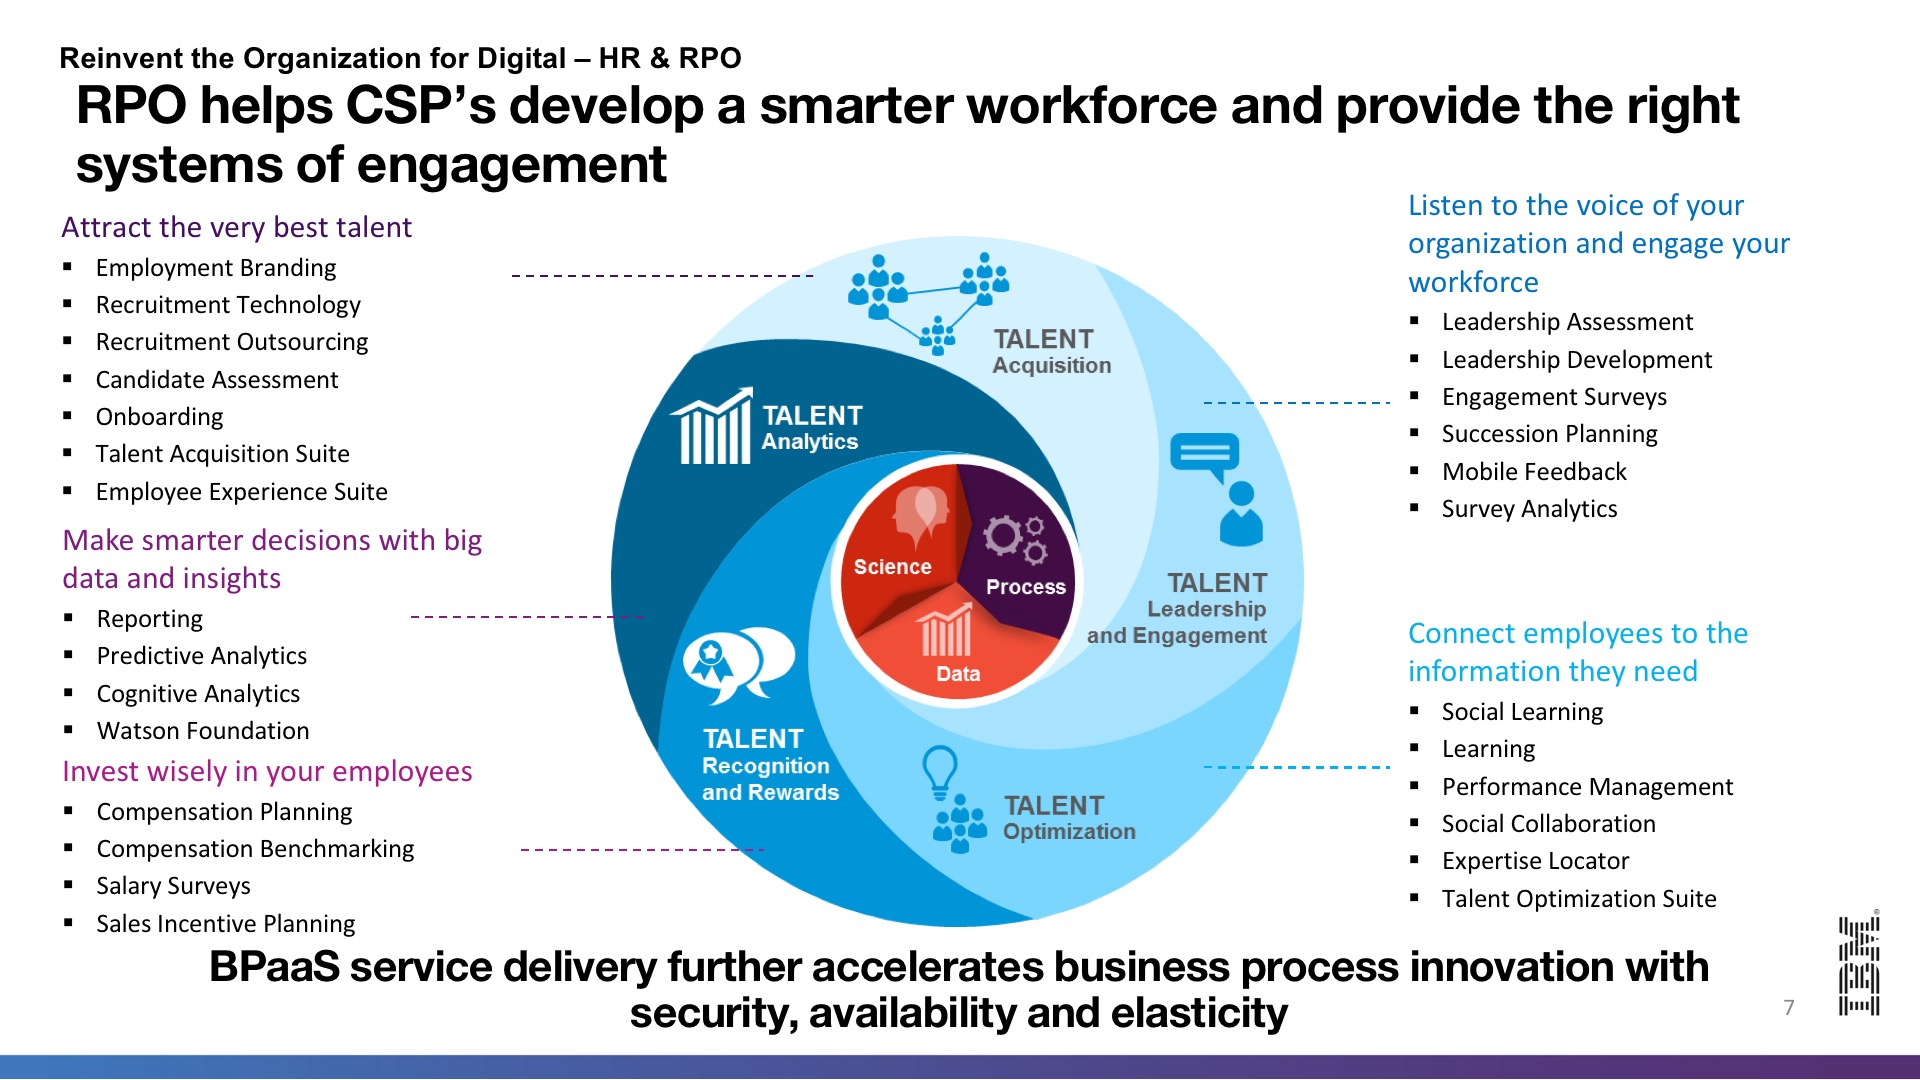 Reinvent the Organization for Digital – HR & RPO
RPO helps CSP’s develop a smarter workforce and provide the right
systems of engagement
Attract the very best talent
▪ Employment Branding
▪ Recruitment Technology
▪ Recruitment Outsourcing
▪ Candidate Assessment
▪ Onboarding
▪ Talent Acquisition Suite
▪ Employee Experience Suite
Make smarter decisions with big
data and insights
▪ Reporting
▪ Predictive Analytics
▪ Cognitive Analytics
▪ Watson Foundation
Invest wisely in your employees
▪ Compensation Planning
▪ Compensation Benchmarking
▪ Salary Surveys
▪ Sales Incentive Planning
TALENT
Acquisition
TALENT
Analytics
Science
Process
Data
TALENT
Leadership
and Engagement
TALENT
Recognition
and Rewards
TALENT
Optimization
Listen to the voice of your
organization and engage your
workforce
▪ Leadership Assessment
▪ Leadership Development
▪ Engagement Surveys
▪ Succession Planning
▪ Mobile Feedback
▪ Survey Analytics
Connect employees to the
information they need
▪ Social Learning
▪ Learning
▪ Performance Management
▪ Social Collaboration
▪ Expertise Locator
▪ Talent Optimization Suite
BPaaS service delivery further accelerates business process innovation with
security, availability and elasticity
7
IBM®